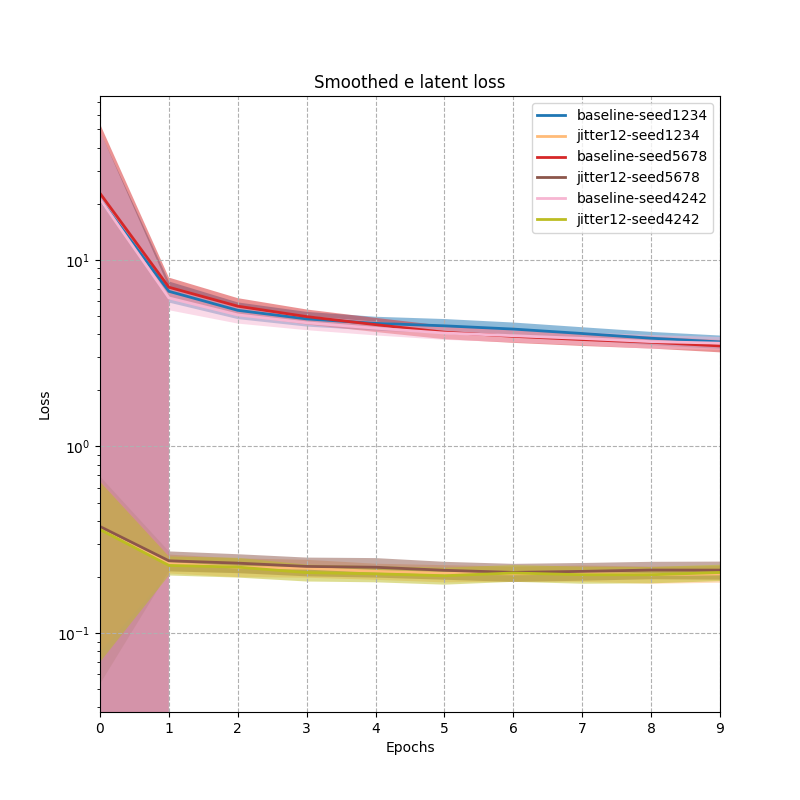 Smoothed e latent loss
baseline-seed1234
jitter12-seed1234
baseline-seed5678
jitter12-seed5678
baseline-seed4242
jitter12-seed4242
Loss
10¹
10⁰
10⁻¹
0 1 2 3 4 5 6 7 8 9
Epochs